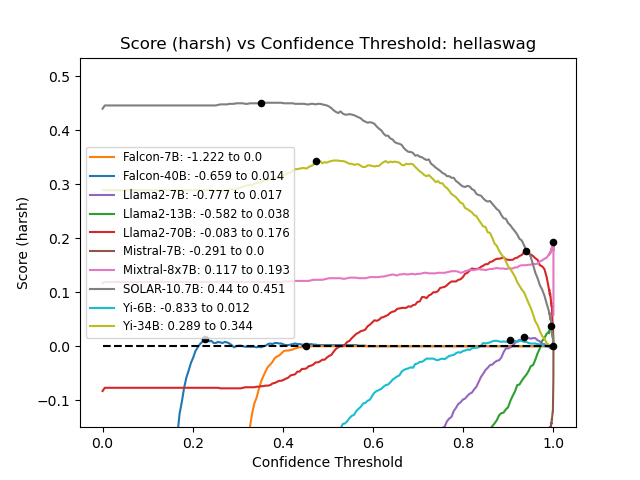 Score (harsh) vs Confidence Threshold: hellaswag
Score (harsh)
0.5
0.4
0.3
0.2
0.1
0.0
−0.1
Falcon-7B: -1.222 to 0.0
Falcon-40B: -0.659 to 0.014
Llama2-7B: -0.777 to 0.017
Llama2-13B: -0.582 to 0.038
Llama2-70B: -0.083 to 0.176
Mistral-7B: -0.291 to 0.0
Mixtral-8x7B: 0.117 to 0.193
SOLAR-10.7B: 0.44 to 0.451
Yi-6B: -0.833 to 0.012
Yi-34B: 0.289 to 0.344
0.0 0.2 0.4 0.6 0.8 1.0
Confidence Threshold